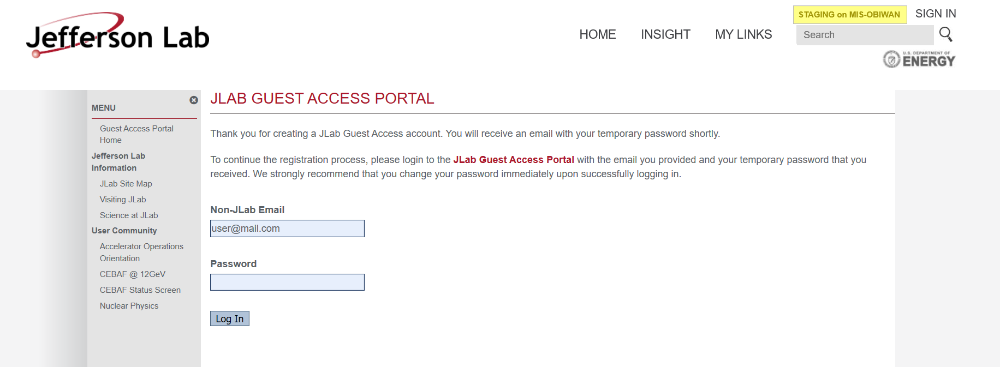 Jefferson Lab
STAGING on MIS-OBIWAN
SIGN IN
HOME
INSIGHT
MY LINKS
Search
U.S. DEPARTMENT OF
ENERGY
MENU
Guest Access Portal
Home
Jefferson Lab
Information
JLab Site Map
Visiting JLab
Science at JLab
User Community
Accelerator Operations
Orientation
CEBAF @ 12GeV
CEBAF Status Screen
Nuclear Physics
JLAB GUEST ACCESS PORTAL
Thank you for creating a JLab Guest Access account. You will receive an email with your temporary password shortly.
To continue the registration process, please login to the JLab Guest Access Portal with the email you provided and your temporary password that you
received. We strongly recommend that you change your password immediately upon successfully logging in.
Non-JLab Email
user@mail.com
Password
Log In